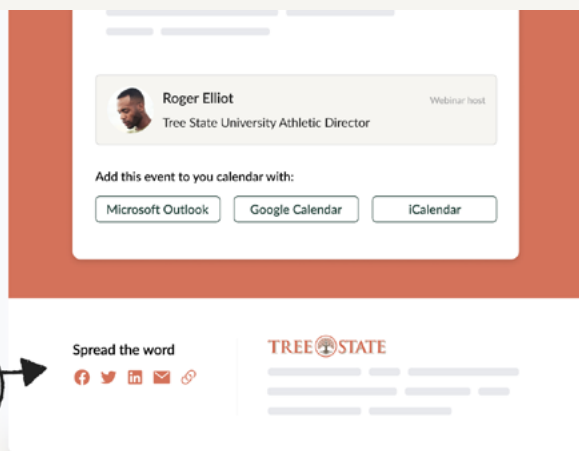 Roger Elliot
Webinar host
Tree State University Athletic Director
Add this event to you calendar with:
Microsoft Outlook
Google Calendar
iCalendar
Spread the word
TREE STATE